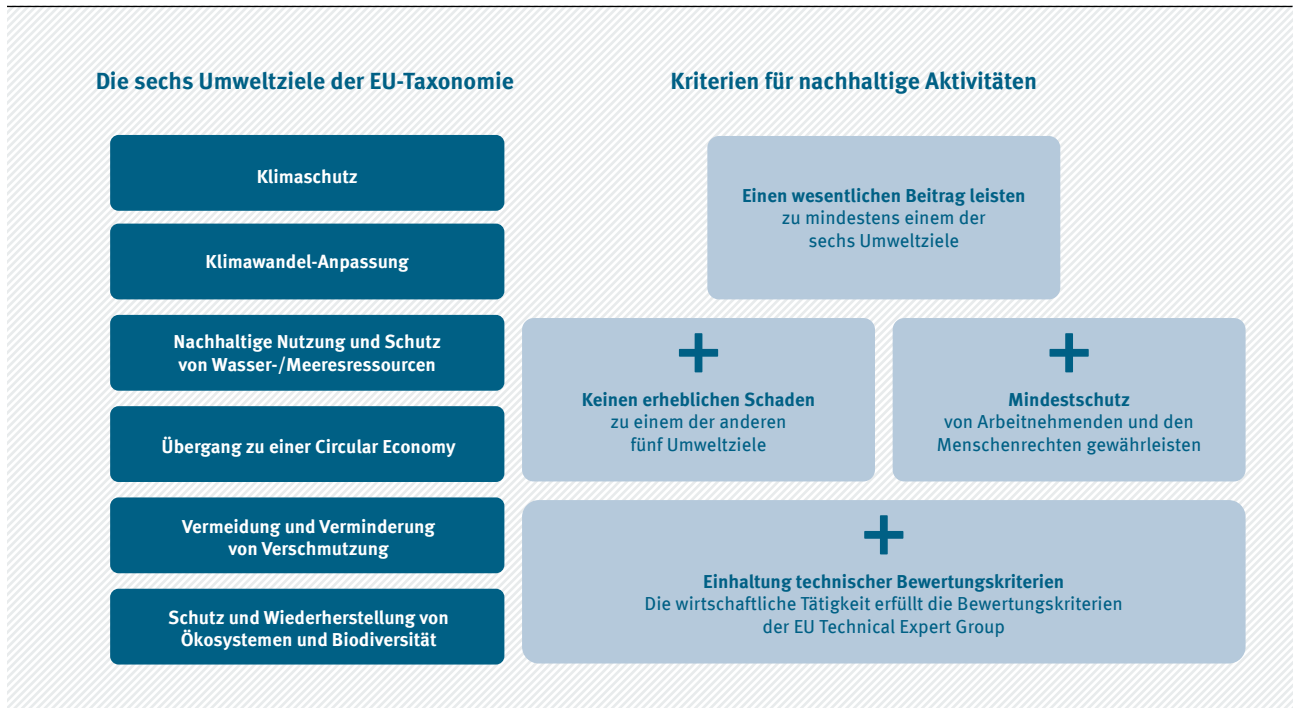 Die sechs Umweltziele der EU-Taxonomie
Klimaschutz
Klimawandel-Anpassung
Nachhaltige Nutzung und Schutz
von Wasser-/Meeresressourcen
Übergang zu einer Circular Economy
Vermeidung und Verminderung
von Verschmutzung
Schutz und Wiederherstellung von
Ökosystemen und Biodiversität
Kriterien für nachhaltige Aktivitäten
Einen wesentlichen Beitrag leisten
zu mindestens einem der
sechs Umweltziele
+
Keinen erheblichen Schaden
zu einem der anderen
fünf Umweltziele
+
Mindestschutz
von Arbeitnehmenden und den
Menschenrechten gewährleisten
+
Einhaltung technischer Bewertungskriterien
Die wirtschaftliche Tätigkeit erfüllt die Bewertungskriterien
der EU Technical Expert Group